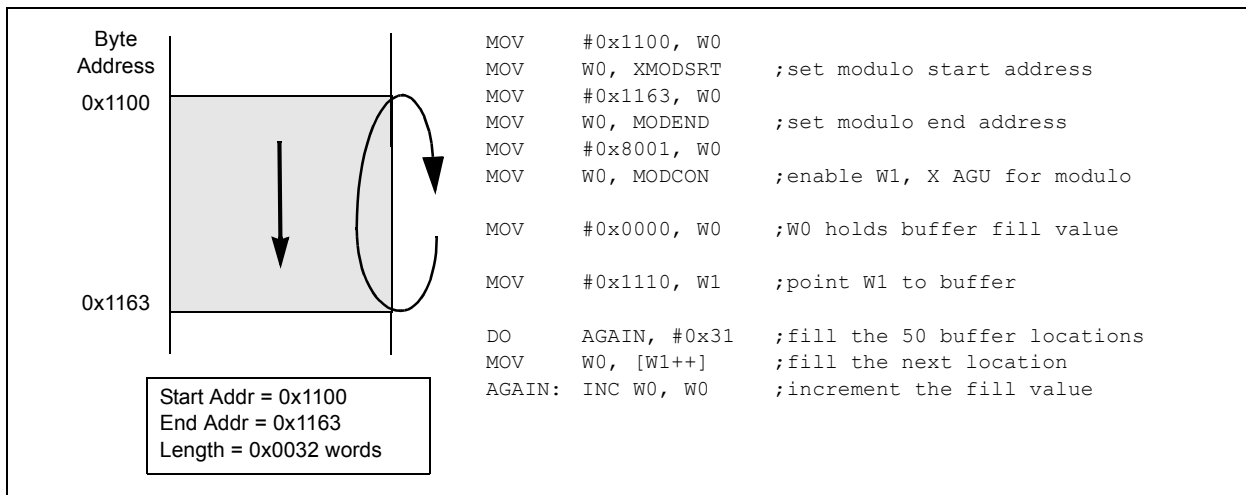 Byte
Address
0x1100
0x1163
Start Addr = 0x1100
End Addr = 0x1163
Length = 0x0032 words
MOV #0x1100, W0
MOV W0, XMODSRT ;set modulo start address
MOV #0x1163, W0
MOV W0, MODEND ;set modulo end address
MOV #0x8001, W0
MOV W0, MODCON ;enable W1, X AGU for modulo
MOV #0x0000, W0 ;W0 holds buffer fill value
MOV #0x1110, W1 ;point W1 to buffer
DO AGAIN, #0x31 ;fill the 50 buffer locations
MOV W0, [W1++] ;fill the next location
AGAIN: INC W0, W0 ;increment the fill value